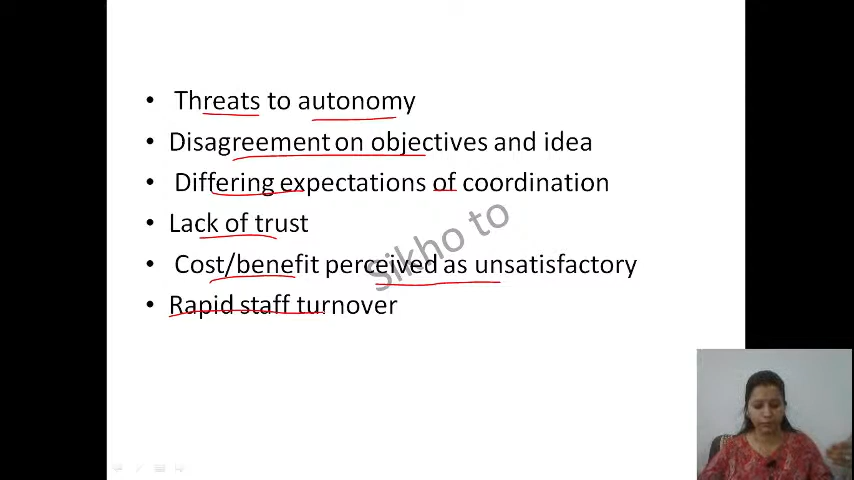 • Threats to autonomy
• Disagreement on objectives and idea
• Differing expectations of coordination
• Lack of trust
• Cost/benefit perceived as unsatisfactory
• Rapid staff turnover
Sikho to